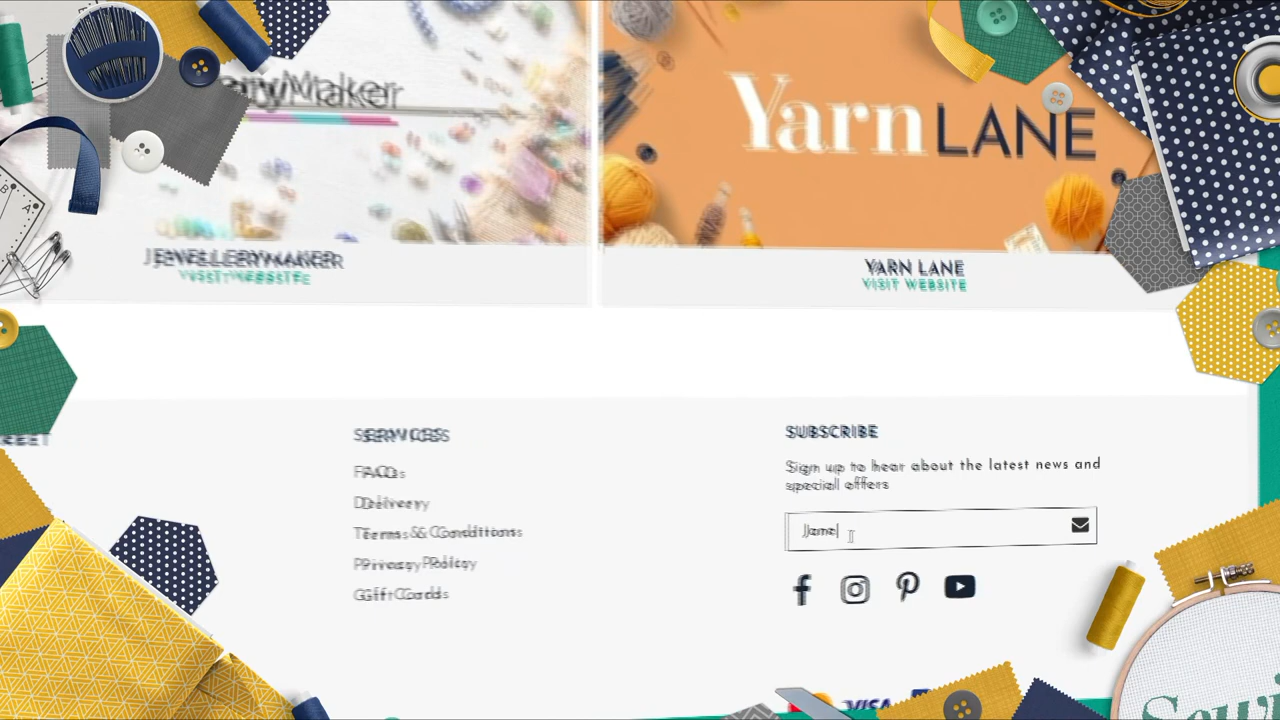 Yarn LANE
JEWELLERYMAKER
VISIT WEBSITE
YARN LANE
VISIT WEBSITE
SERVICES
FAQs
Delivery
Terms & Conditions
Privacy Policy
Gift Cards
SUBSCRIBE
Sign up to hear about the latest news and
special offers
Jane
VISA